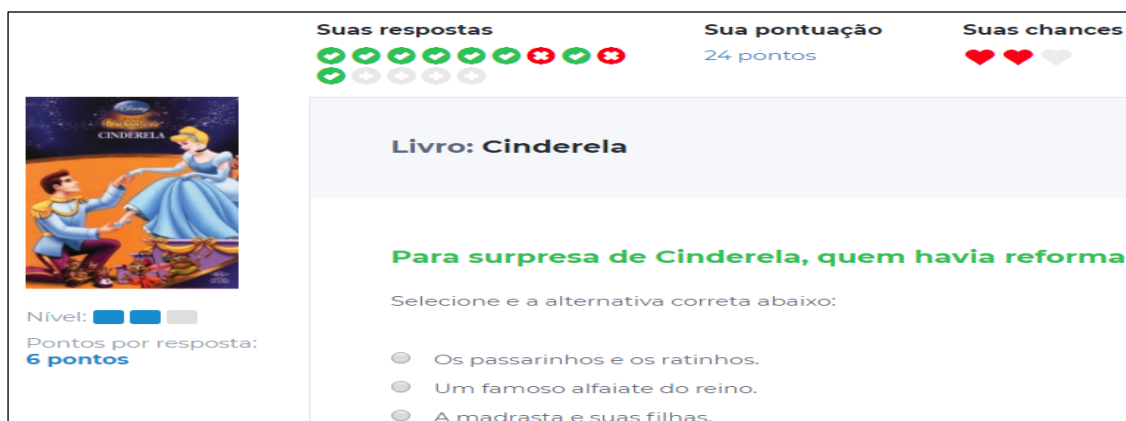 Suas respostas
Sua pontuação
Suas chances
24 pontos
Disney
CINDERELA
Livro: Cinderela
Para surpresa de Cinderela, quem havia reforma
Selecione e a alternativa correta abaixo:
Nível:
Pontos por resposta:
6 pontos
Os passarinhos e os ratinhos.
Um famoso alfaiate do reino.
A madrasta e suas filhas.